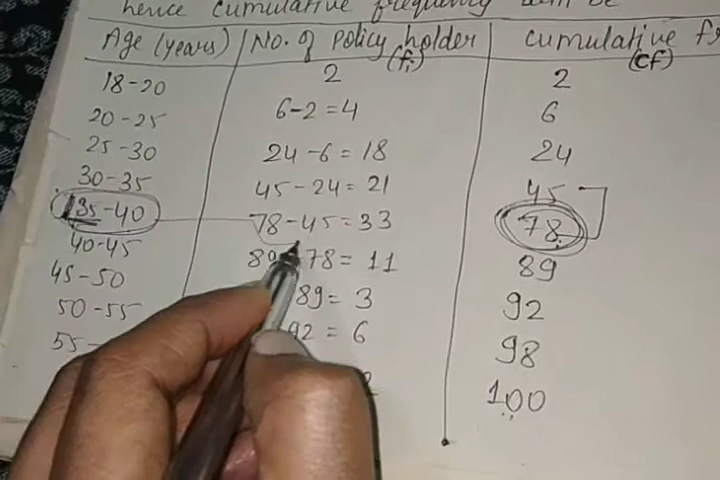 hence cumulative frequency will be
Age (years) No. of policy holder (fi) cumulative (cf)
18-20 2 2
20-25 6-2=4 6
25-30 24-6=18 24
30-35 45-24=21 45
35-40 78-45=33 78
40-45 89 78=11 89
45-50 89=3 92
50-55 92=6 98
55- 2 100